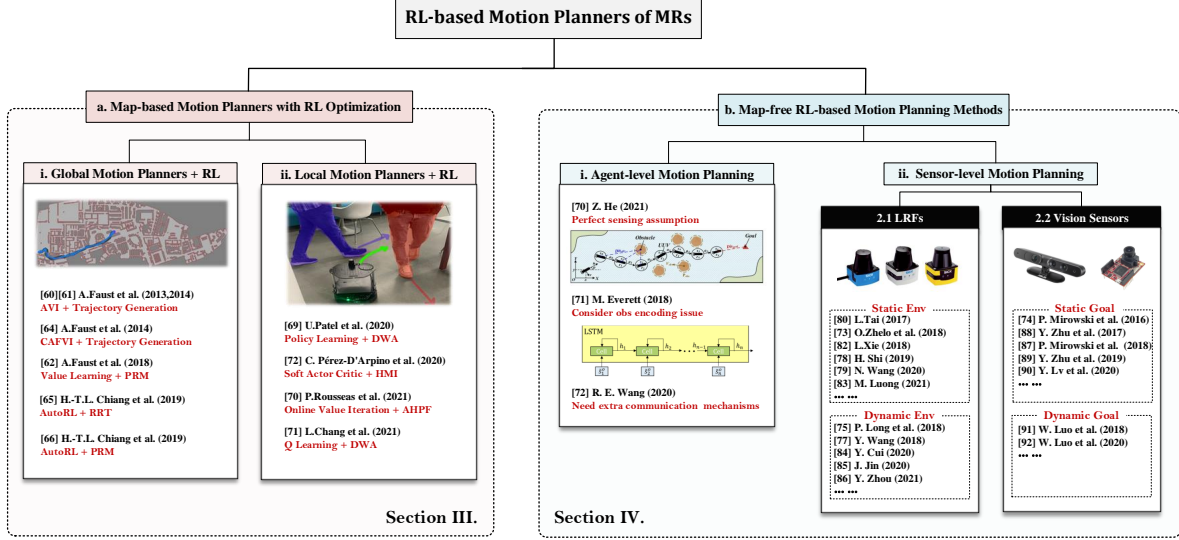 RL-based Motion Planners of MRs
a. Map-based Motion Planners with RL Optimization
i. Global Motion Planners + RL
[60][61] A.Faust et al. (2013,2014)
AVI + Trajectory Generation
[64] A.Faust et al. (2014)
CAFVI + Trajectory Generation
[62] A.Faust et al. (2018)
Value Learning + PRM
[65] H.-T.L. Chiang et al. (2019)
AutoRL + RRT
[66] H.-T.L. Chiang et al. (2019)
AutoRL + PRM
ii. Local Motion Planners + RL
[69] U.Patel et al. (2020)
Policy Learning + DWA
[72] C. Pérez-D'Arpino et al. (2020)
Soft Actor Critic + HMI
[70] P.Rousseas et al. (2021)
Online Value Iteration + AHPF
[71] L.Chang et al. (2021)
Q Learning + DWA
Section III.
b. Map-free RL-based Motion Planning Methods
i. Agent-level Motion Planning
[70] Z. He (2021)
Perfect sensing assumption
Obstacle
UUV
Goal
[71] M. Everett (2018)
Consider obs encoding issue
LSTM
h₁
h₂
hₙ₋₁
hₙ
[72] R. E. Wang (2020)
Need extra communication mechanisms
ii. Sensor-level Motion Planning
2.1 LRFs
Static Env
[80] L.Tai (2017)
[73] O.Zhelo et al. (2018)
[82] L.Xie (2018)
[78] H. Shi (2019)
[79] N. Wang (2020)
[83] M. Luong (2021)
••• •••
Dynamic Env
[75] P. Long et al. (2018)
[77] Y. Wang (2018)
[84] Y. Cui (2020)
[85] J. Jin (2020)
[86] Y. Zhou (2021)
••• •••
2.2 Vision Sensors
Static Goal
[74] P. Mirowski et al. (2016)
[88] Y. Zhu et al. (2017)
[87] P. Mirowski et al. (2018)
[89] Y. Zhu et al. (2019)
[90] Y. Lv et al. (2020)
••• •••
Dynamic Goal
[91] W. Luo et al. (2018)
[92] W. Luo et al. (2020)
••• •••
Section IV.